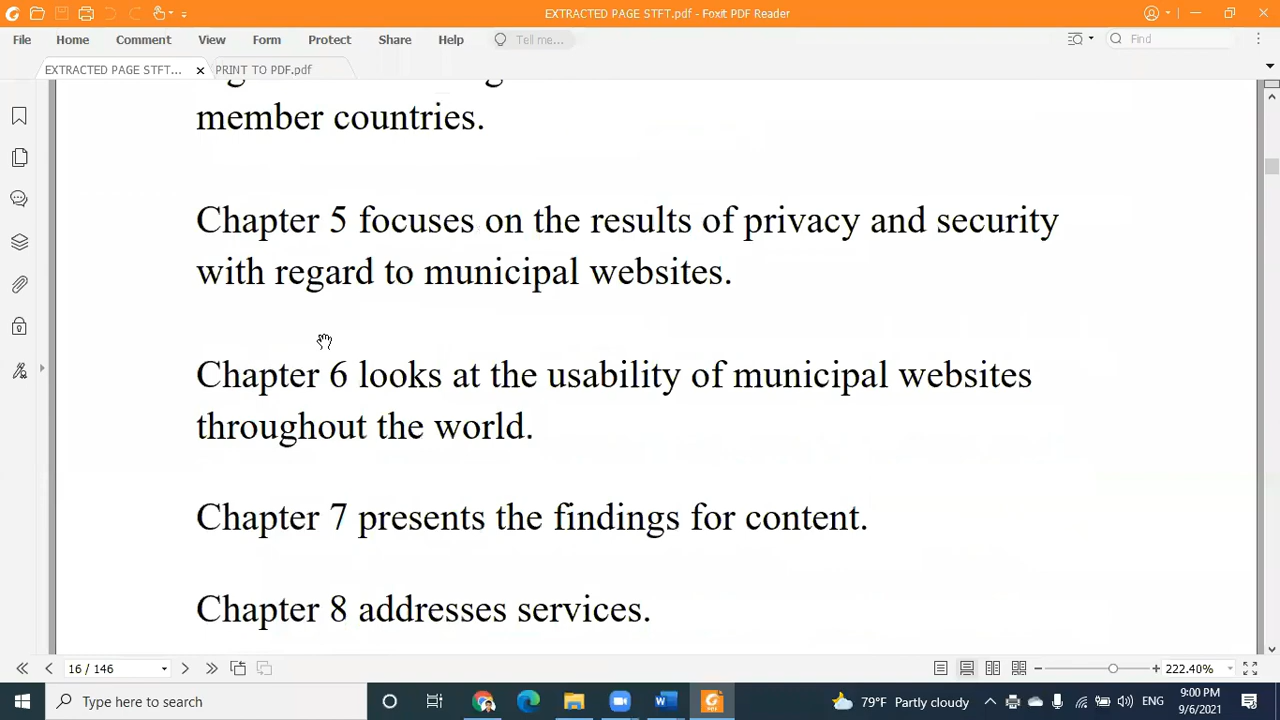 EXTRACTED PAGE STFT.pdf - Foxit PDF Reader
File Home Comment View Form Protect Share Help Tell me... Find
EXTRACTED PAGE STFT... PRINT TO PDF.pdf
member countries.
Chapter 5 focuses on the results of privacy and security
with regard to municipal websites.
Chapter 6 looks at the usability of municipal websites
throughout the world.
Chapter 7 presents the findings for content.
Chapter 8 addresses services.
16 / 146 222.40%
Type here to search 79°F Partly cloudy ENG 9:00 PM
9/6/2021